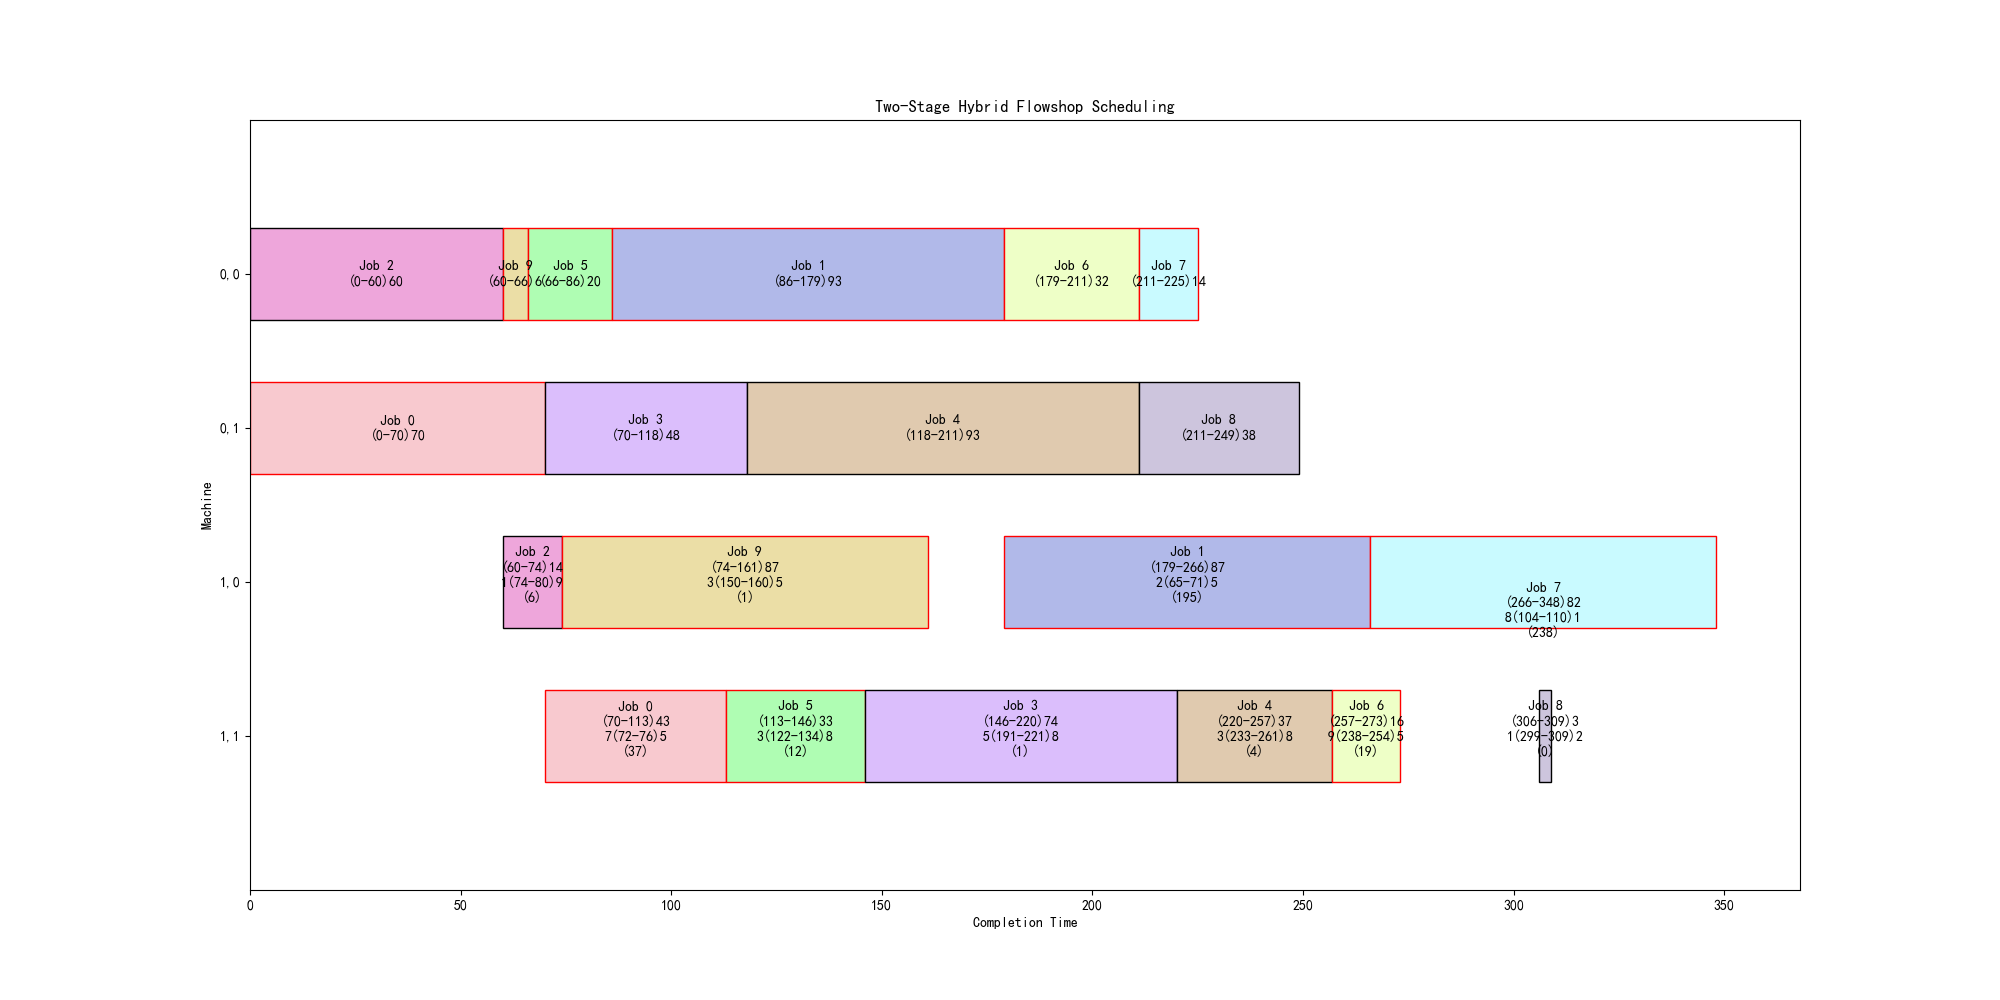 Two-Stage Hybrid Flowshop Scheduling
0,0
Job 2
(0-60)60
Job 9
(60-66)6
Job 5
(66-86)20
Job 1
(86-179)93
Job 6
(179-211)32
Job 7
(211-225)14
0,1
Job 0
(0-70)70
Job 3
(70-118)48
Job 4
(118-211)93
Job 8
(211-249)38
Machine
1,0
Job 2
(60-74)14
1(74-80)9
(6)
Job 9
(74-161)87
3(150-160)5
(1)
Job 1
(179-266)87
2(65-71)5
(195)
Job 7
(266-348)82
8(104-110)1
(238)
1,1
Job 0
(70-113)43
7(72-76)5
(37)
Job 5
(113-146)33
3(122-134)8
(12)
Job 3
(146-220)74
5(191-221)8
(1)
Job 4
(220-257)37
3(233-261)8
(4)
Job 6
(257-273)16
9(238-254)5
(19)
Job 8
(306-309)3
1(299-309)2
(0)
0
50
100
150
200
250
300
350
Completion Time